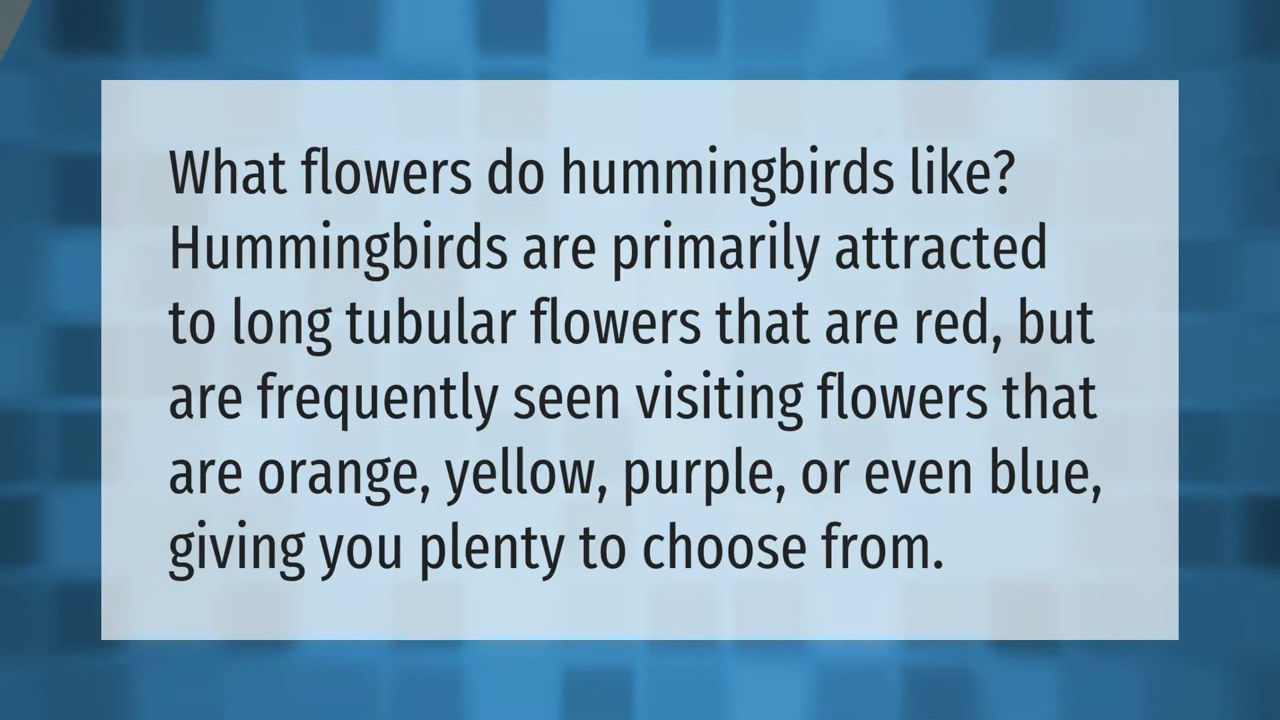 What flowers do hummingbirds like?
Hummingbirds are primarily attracted
to long tubular flowers that are red, but
are frequently seen visiting flowers that
are orange, yellow, purple, or even blue,
giving you plenty to choose from.